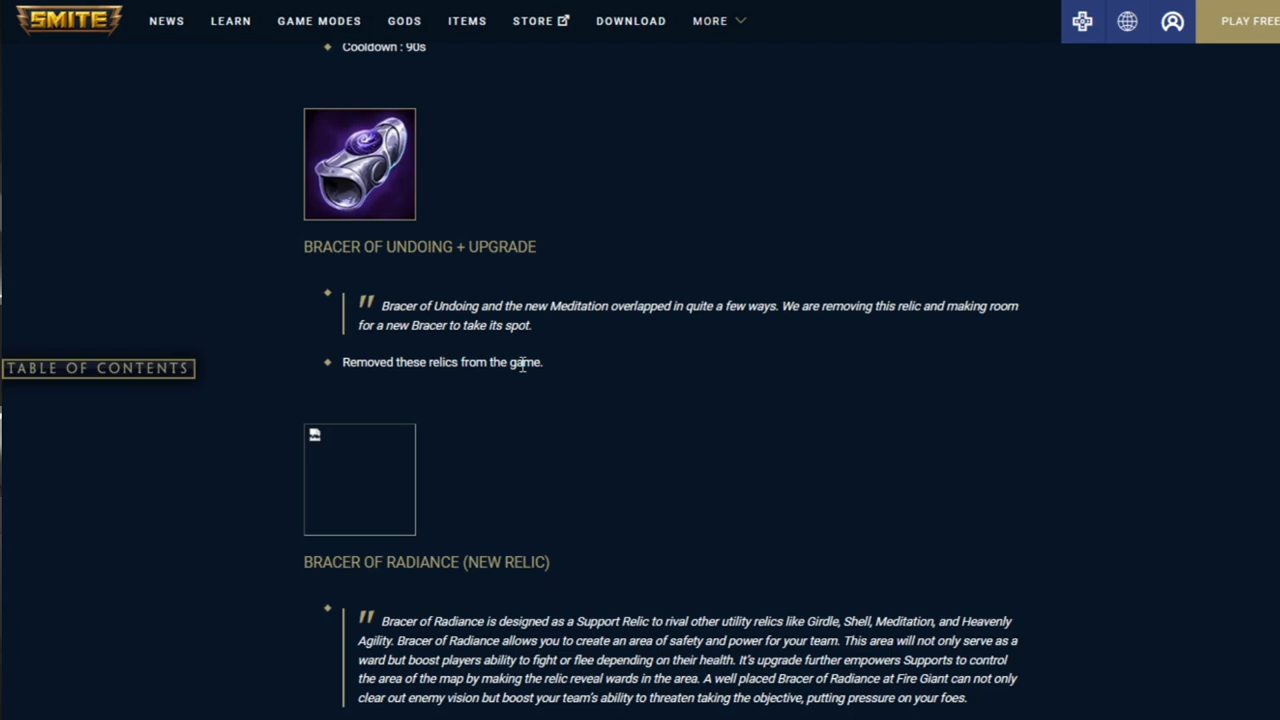 SMITE NEWS LEARN GAME MODES GODS ITEMS STORE DOWNLOAD MORE PLAY FREE
Cooldown : 90s
BRACER OF UNDOING + UPGRADE
" Bracer of Undoing and the new Meditation overlapped in quite a few ways. We are removing this relic and making room
for a new Bracer to take its spot.
TABLE OF CONTENTS
Removed these relics from the game.
BRACER OF RADIANCE (NEW RELIC)
" Bracer of Radiance is designed as a Support Relic to rival other utility relics like Girdle, Shell, Meditation, and Heavenly
Agility. Bracer of Radiance allows you to create an area of safety and power for your team. This area will not only serve as a
ward but boost players ability to fight or flee depending on their health. It's upgrade further empowers Supports to control
the area of the map by making the relic reveal wards in the area. A well placed Bracer of Radiance at Fire Giant can not only
clear out enemy vision but boost your team's ability to threaten taking the objective, putting pressure on your foes.